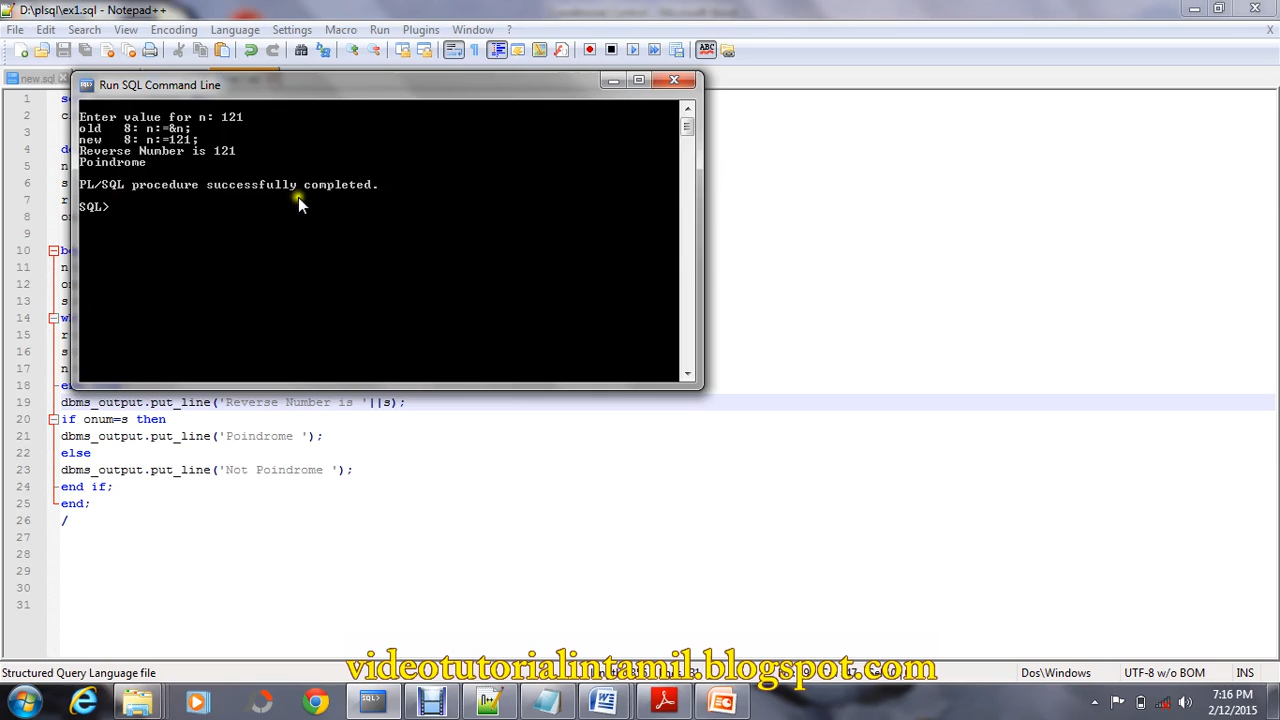 D:\plsql\ex1.sql - Notepad++
File Edit Search View Encoding Language Settings Macro Run Plugins Window ? X
new.sql
Run SQL Command Line
Enter value for n: 121
old 8: n:=&n;
new 8: n:=121;
Reverse Number is 121
Poindrome
PL/SQL procedure successfully completed.
SQL>
1
2
3
4
5
6
7
8
9
10
11
12
13
14
15
16
17
18
19 dbms_output.put_line('Reverse Number is '||s);
20 if onum=s then
21 dbms_output.put_line('Poindrome ');
22 else
23 dbms_output.put_line('Not Poindrome ');
24 end if;
25 end;
26 /
27
28
29
30
31
videotutorialintamil.blogspot.com
Structured Query Language file Dos\Windows UTF-8 w/o BOM INS
7:16 PM
2/12/2015